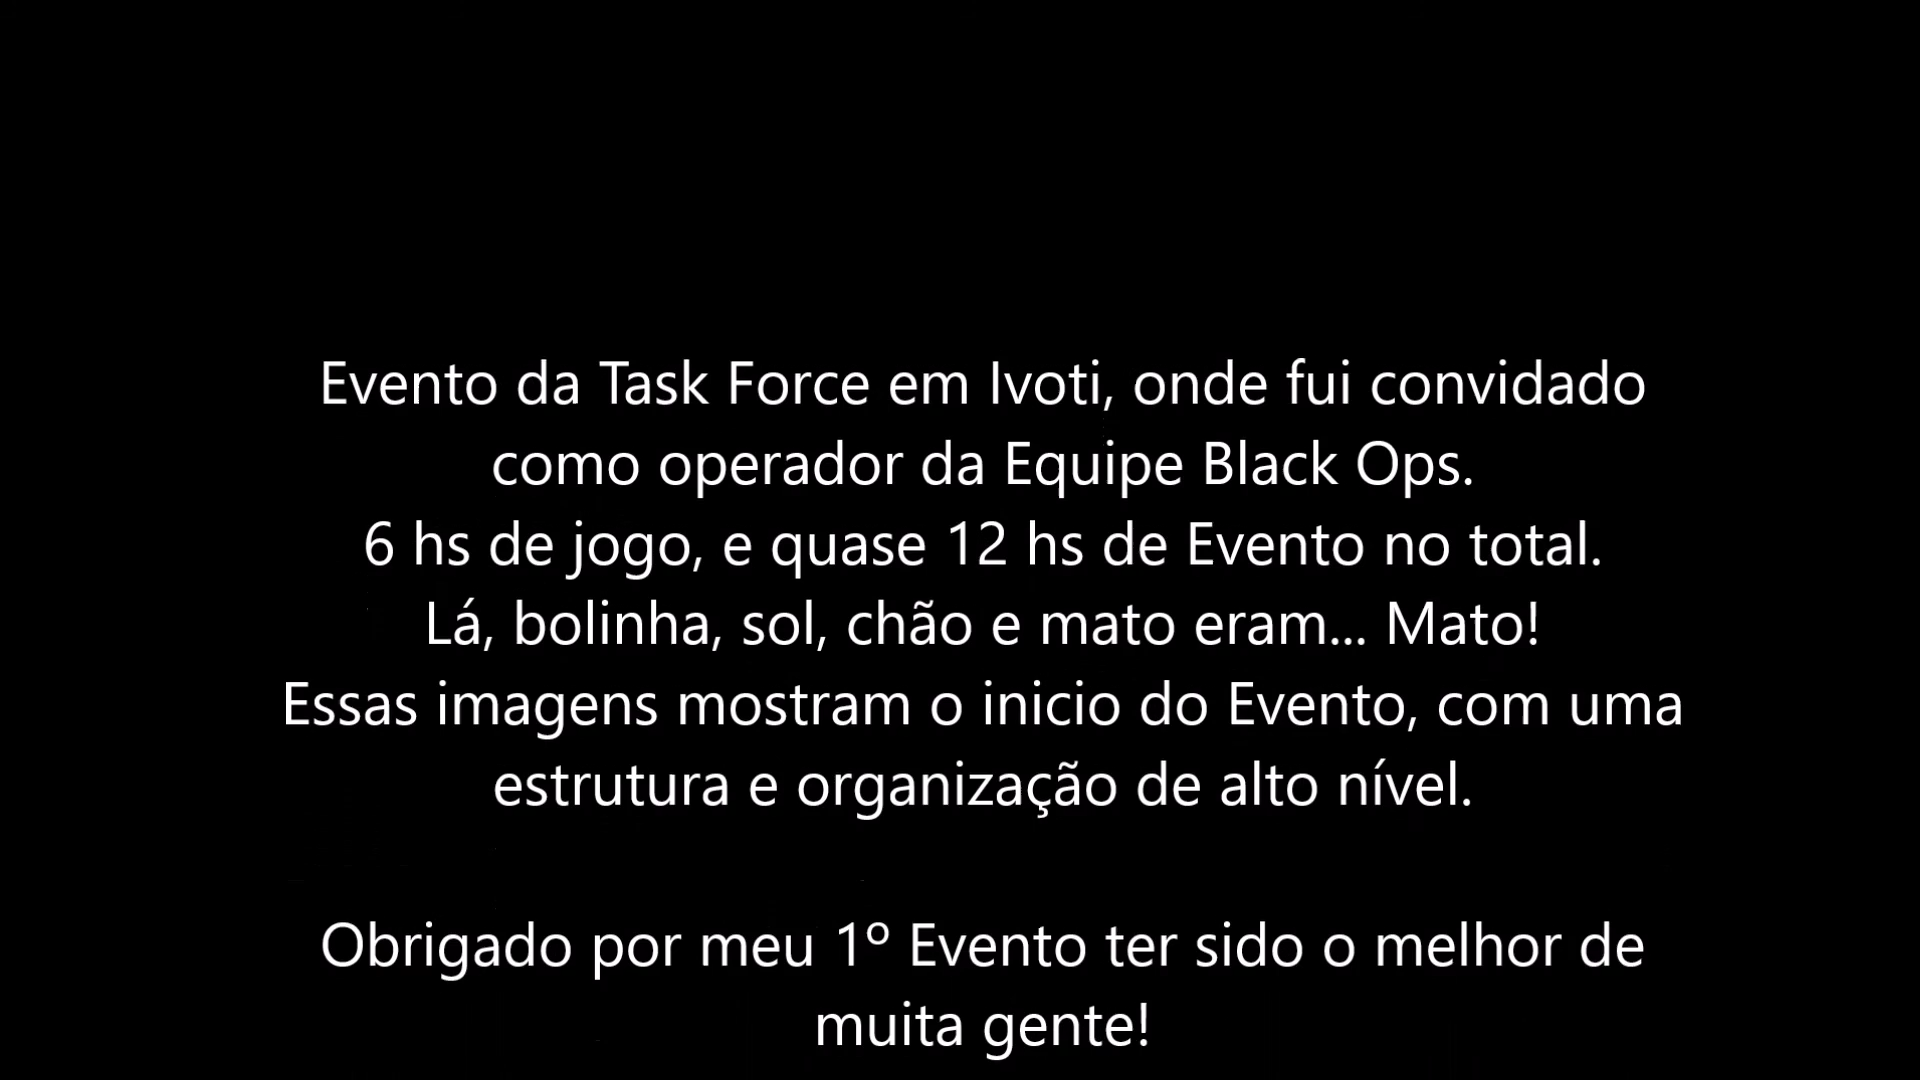 Evento da Task Force em Ivoti, onde fui convidado
como operador da Equipe Black Ops.
6 hs de jogo, e quase 12 hs de Evento no total.
Lá, bolinha, sol, chão e mato eram... Mato!
Essas imagens mostram o inicio do Evento, com uma
estrutura e organização de alto nível.
Obrigado por meu 1º Evento ter sido o melhor de
muita gente!